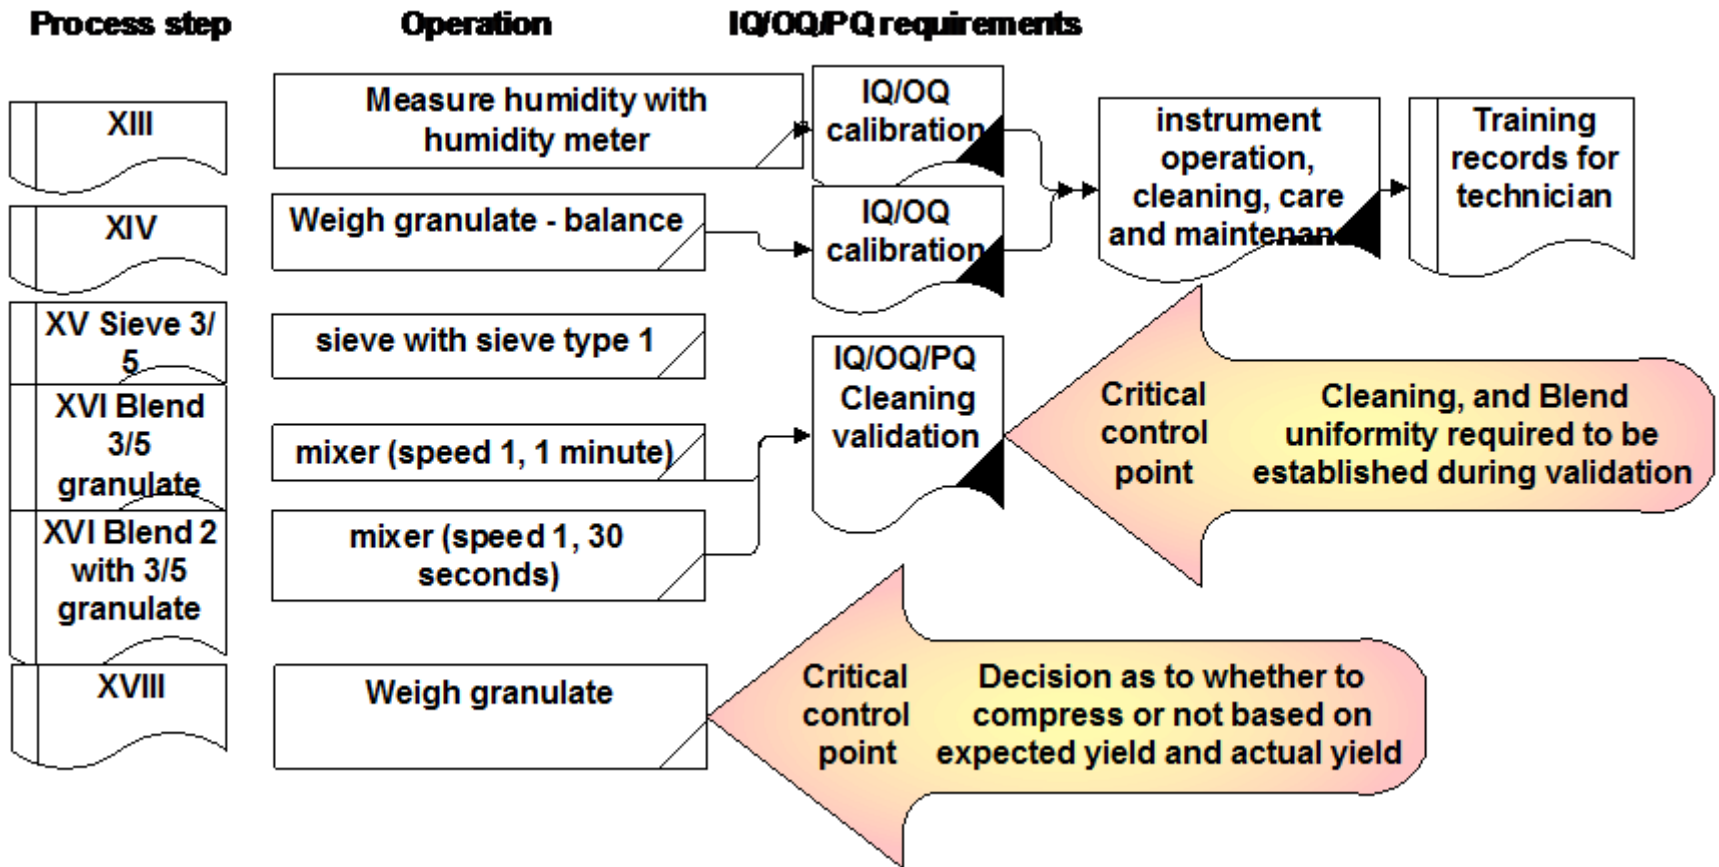 Process step
Operation
IQ/OQ/PQ requirements
XIII
Measure humidity with
humidity meter
IQ/OQ
calibration
instrument
operation,
cleaning, care
and maintenance
Training
records for
technician
XIV
Weigh granulate - balance
IQ/OQ
calibration
XV Sieve 3/
5
sieve with sieve type 1
IQ/OQ/PQ
Cleaning
validation
Critical
control
point
Cleaning, and Blend
uniformity required to be
established during validation
XVI Blend
3/5
granulate
mixer (speed 1, 1 minute)
XVI Blend 2
with 3/5
granulate
mixer (speed 1, 30
seconds)
XVIII
Weigh granulate
Critical
control
point
Decision as to whether to
compress or not based on
expected yield and actual yield